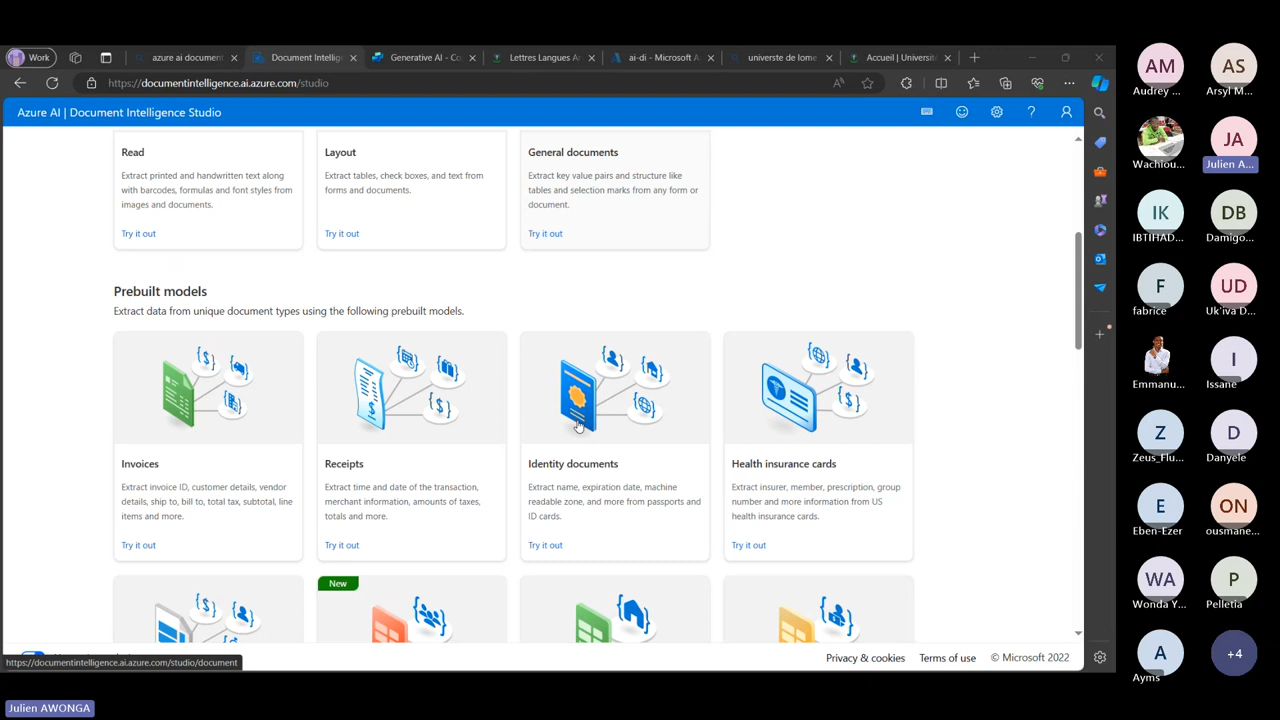 Work
azure ai document
Document Intellig
Generative AI - Co
Lettres Langues A
ai-di - Microsoft A
universte de lome
Accueil | Universit
https://documentintelligence.ai.azure.com/studio
Azure AI | Document Intelligence Studio
Read
Extract printed and handwritten text along
with barcodes, formulas and font styles from
images and documents.
Try it out
Layout
Extract tables, check boxes, and text from
forms and documents.
Try it out
General documents
Extract key value pairs and structure like
tables and selection marks from any form or
document.
Try it out
Prebuilt models
Extract data from unique document types using the following prebuilt models.
Invoices
Extract invoice ID, customer details, vendor
details, ship to, bill to, total tax, subtotal, line
items and more.
Try it out
Receipts
Extract time and date of the transaction,
merchant information, amounts of taxes,
totals and more.
Try it out
Identity documents
Extract name, expiration date, machine
readable zone, and more from passports and
ID cards.
Try it out
Health insurance cards
Extract insurer, member, prescription, group
number and more information from US
health insurance cards.
Try it out
New
https://documentintelligence.ai.azure.com/studio/document
Privacy & cookies
Terms of use
© Microsoft 2022
AM
Audrey ...
AS
Arsyl M...
Wachiou...
JA
Julien A...
IK
IBTIHAD...
DB
Damigo...
F
fabrice
UD
Uk'iva D...
Emmanu...
I
Issane
Z
Zeus_Flu...
D
Danyele
E
Eben-Ezer
ON
ousmane...
WA
Wonda Y...
P
Pelletia
A
Ayms
+4
Julien AWONGA